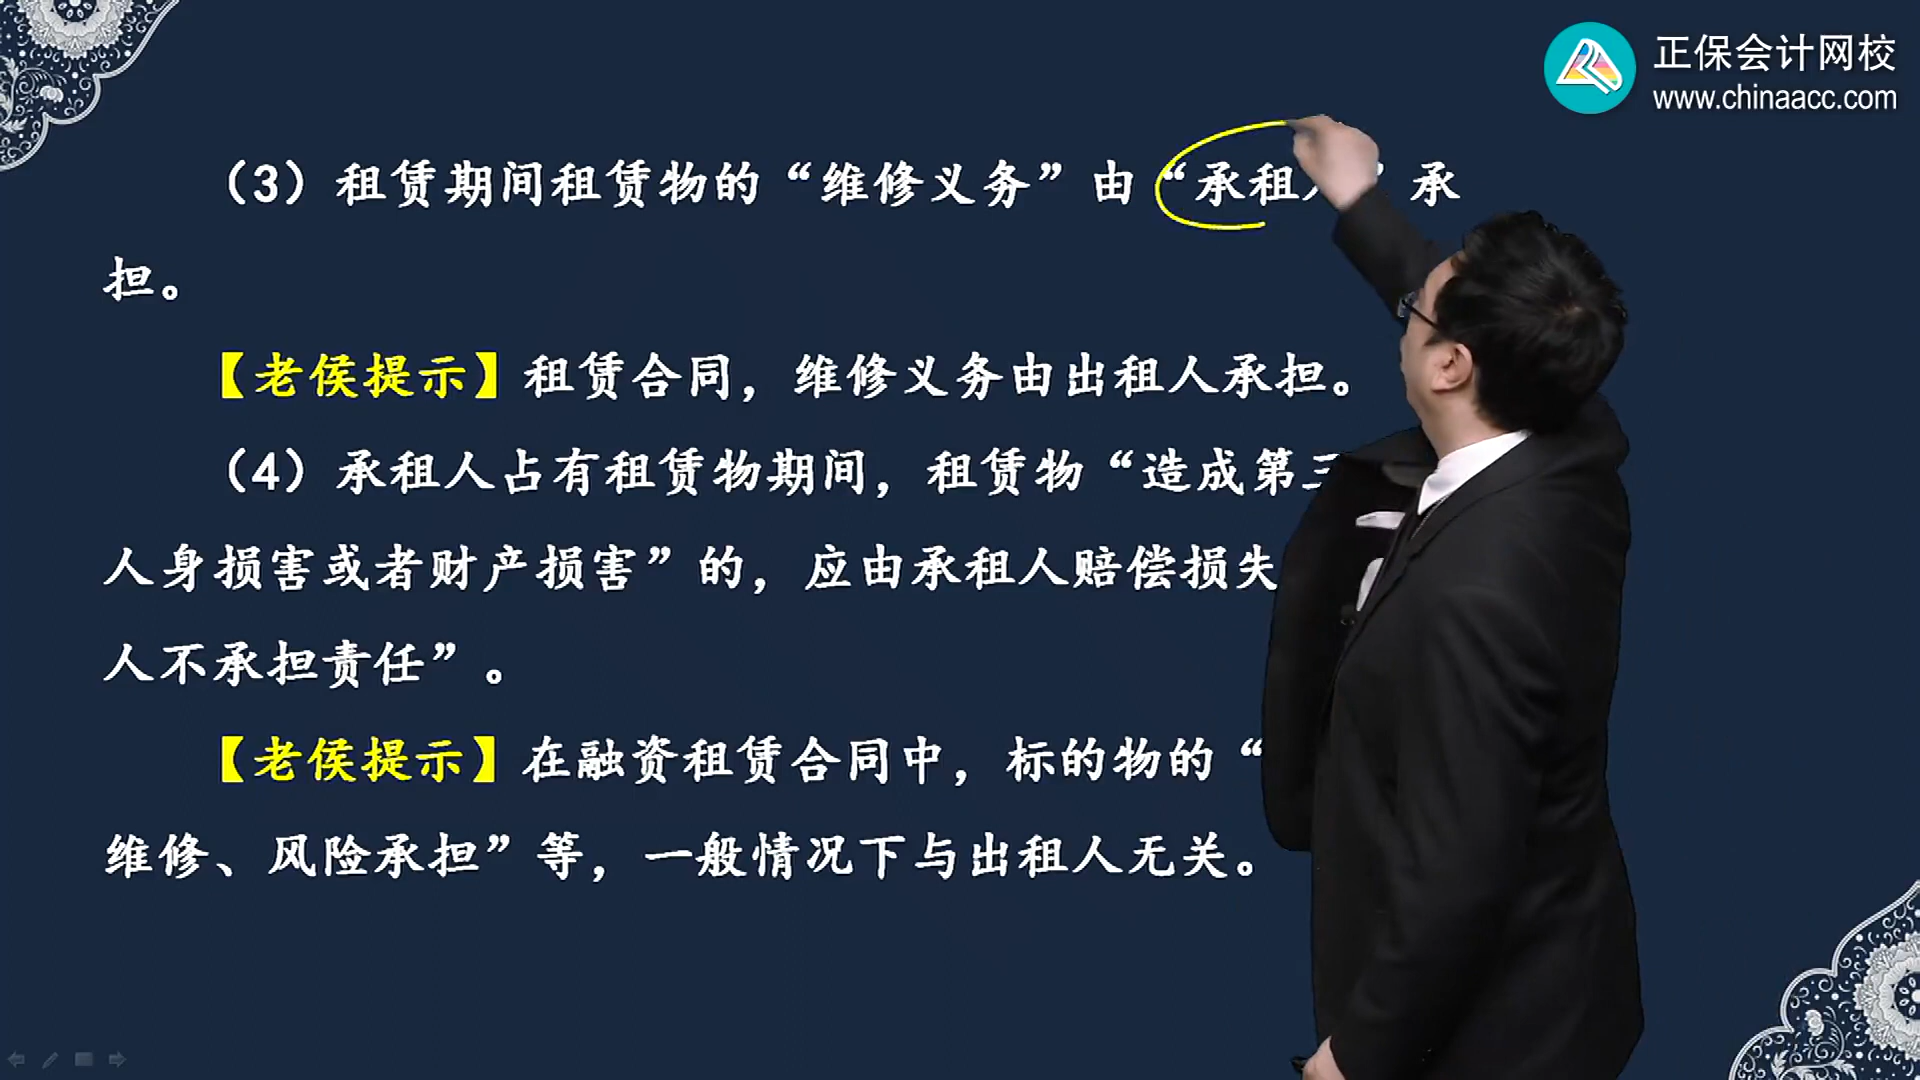 正保会计网校
www.chinaacc.com
（3）租赁期间租赁物的“维修义务”由“承租人”承
担。
【老侯提示】租赁合同，维修义务由出租人承担。
（4）承租人占有租赁物期间，租赁物“造成第三
人身损害或者财产损害”的，应由承租人赔偿损失
人不承担责任”。
【老侯提示】在融资租赁合同中，标的物的“
维修、风险承担”等，一般情况下与出租人无关。